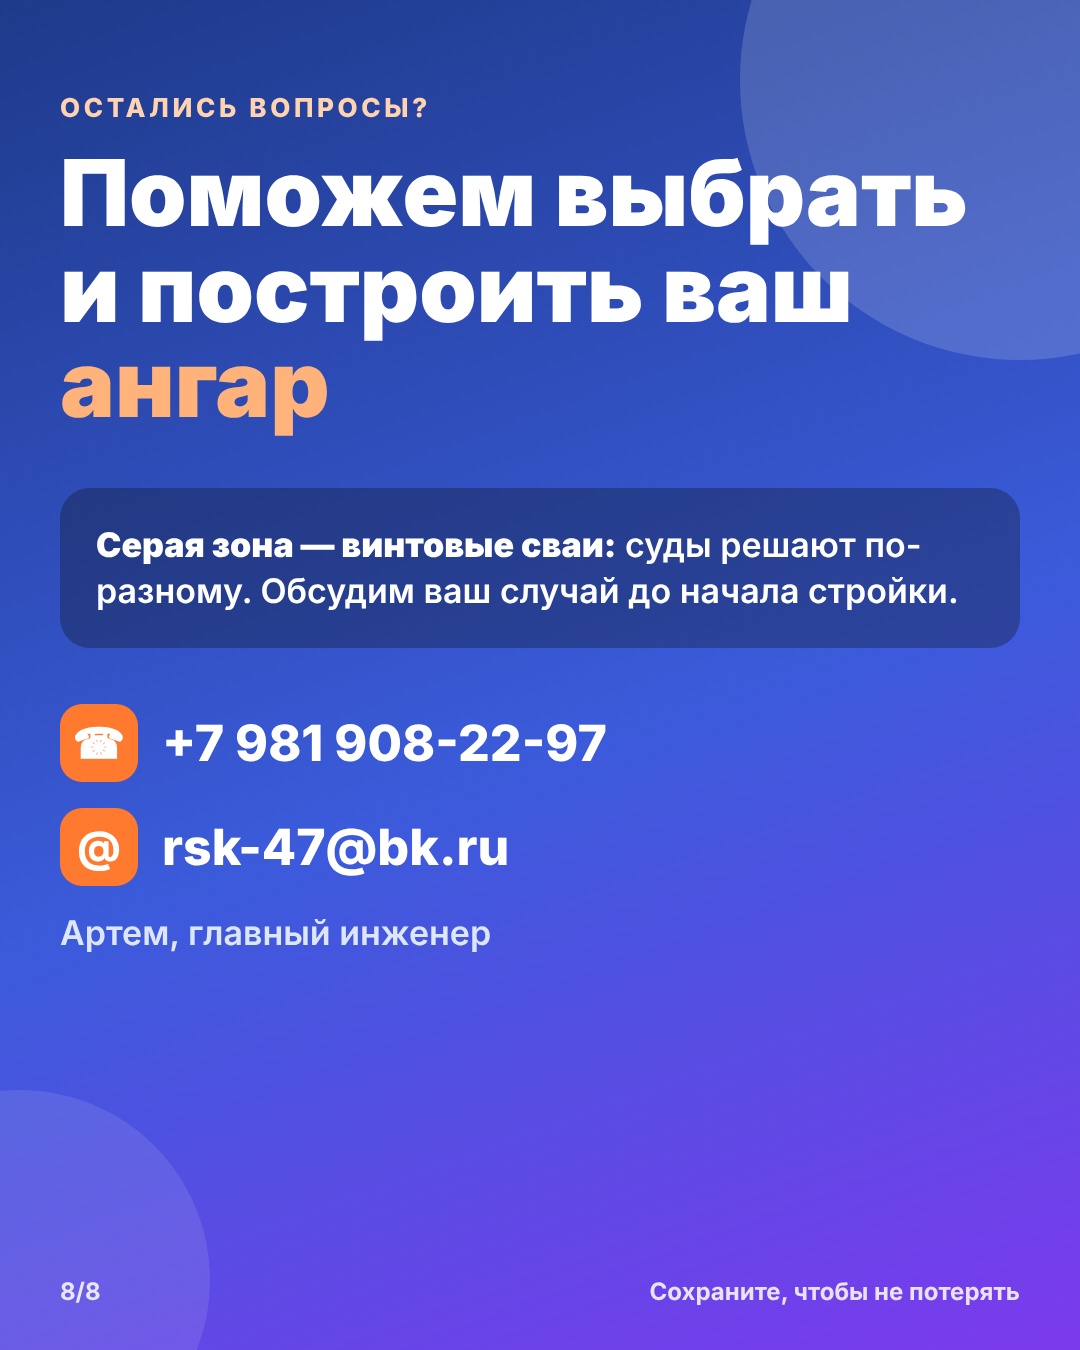 ОСТАЛИСЬ ВОПРОСЫ?
Поможем выбрать
и построить ваш
ангар
Серая зона — винтовые сваи: суды решают по-
разному. Обсудим ваш случай до начала стройки.
☎ +7 981 908-22-97
@ rsk-47@bk.ru
Артем, главный инженер
8/8
Сохраните, чтобы не потерять